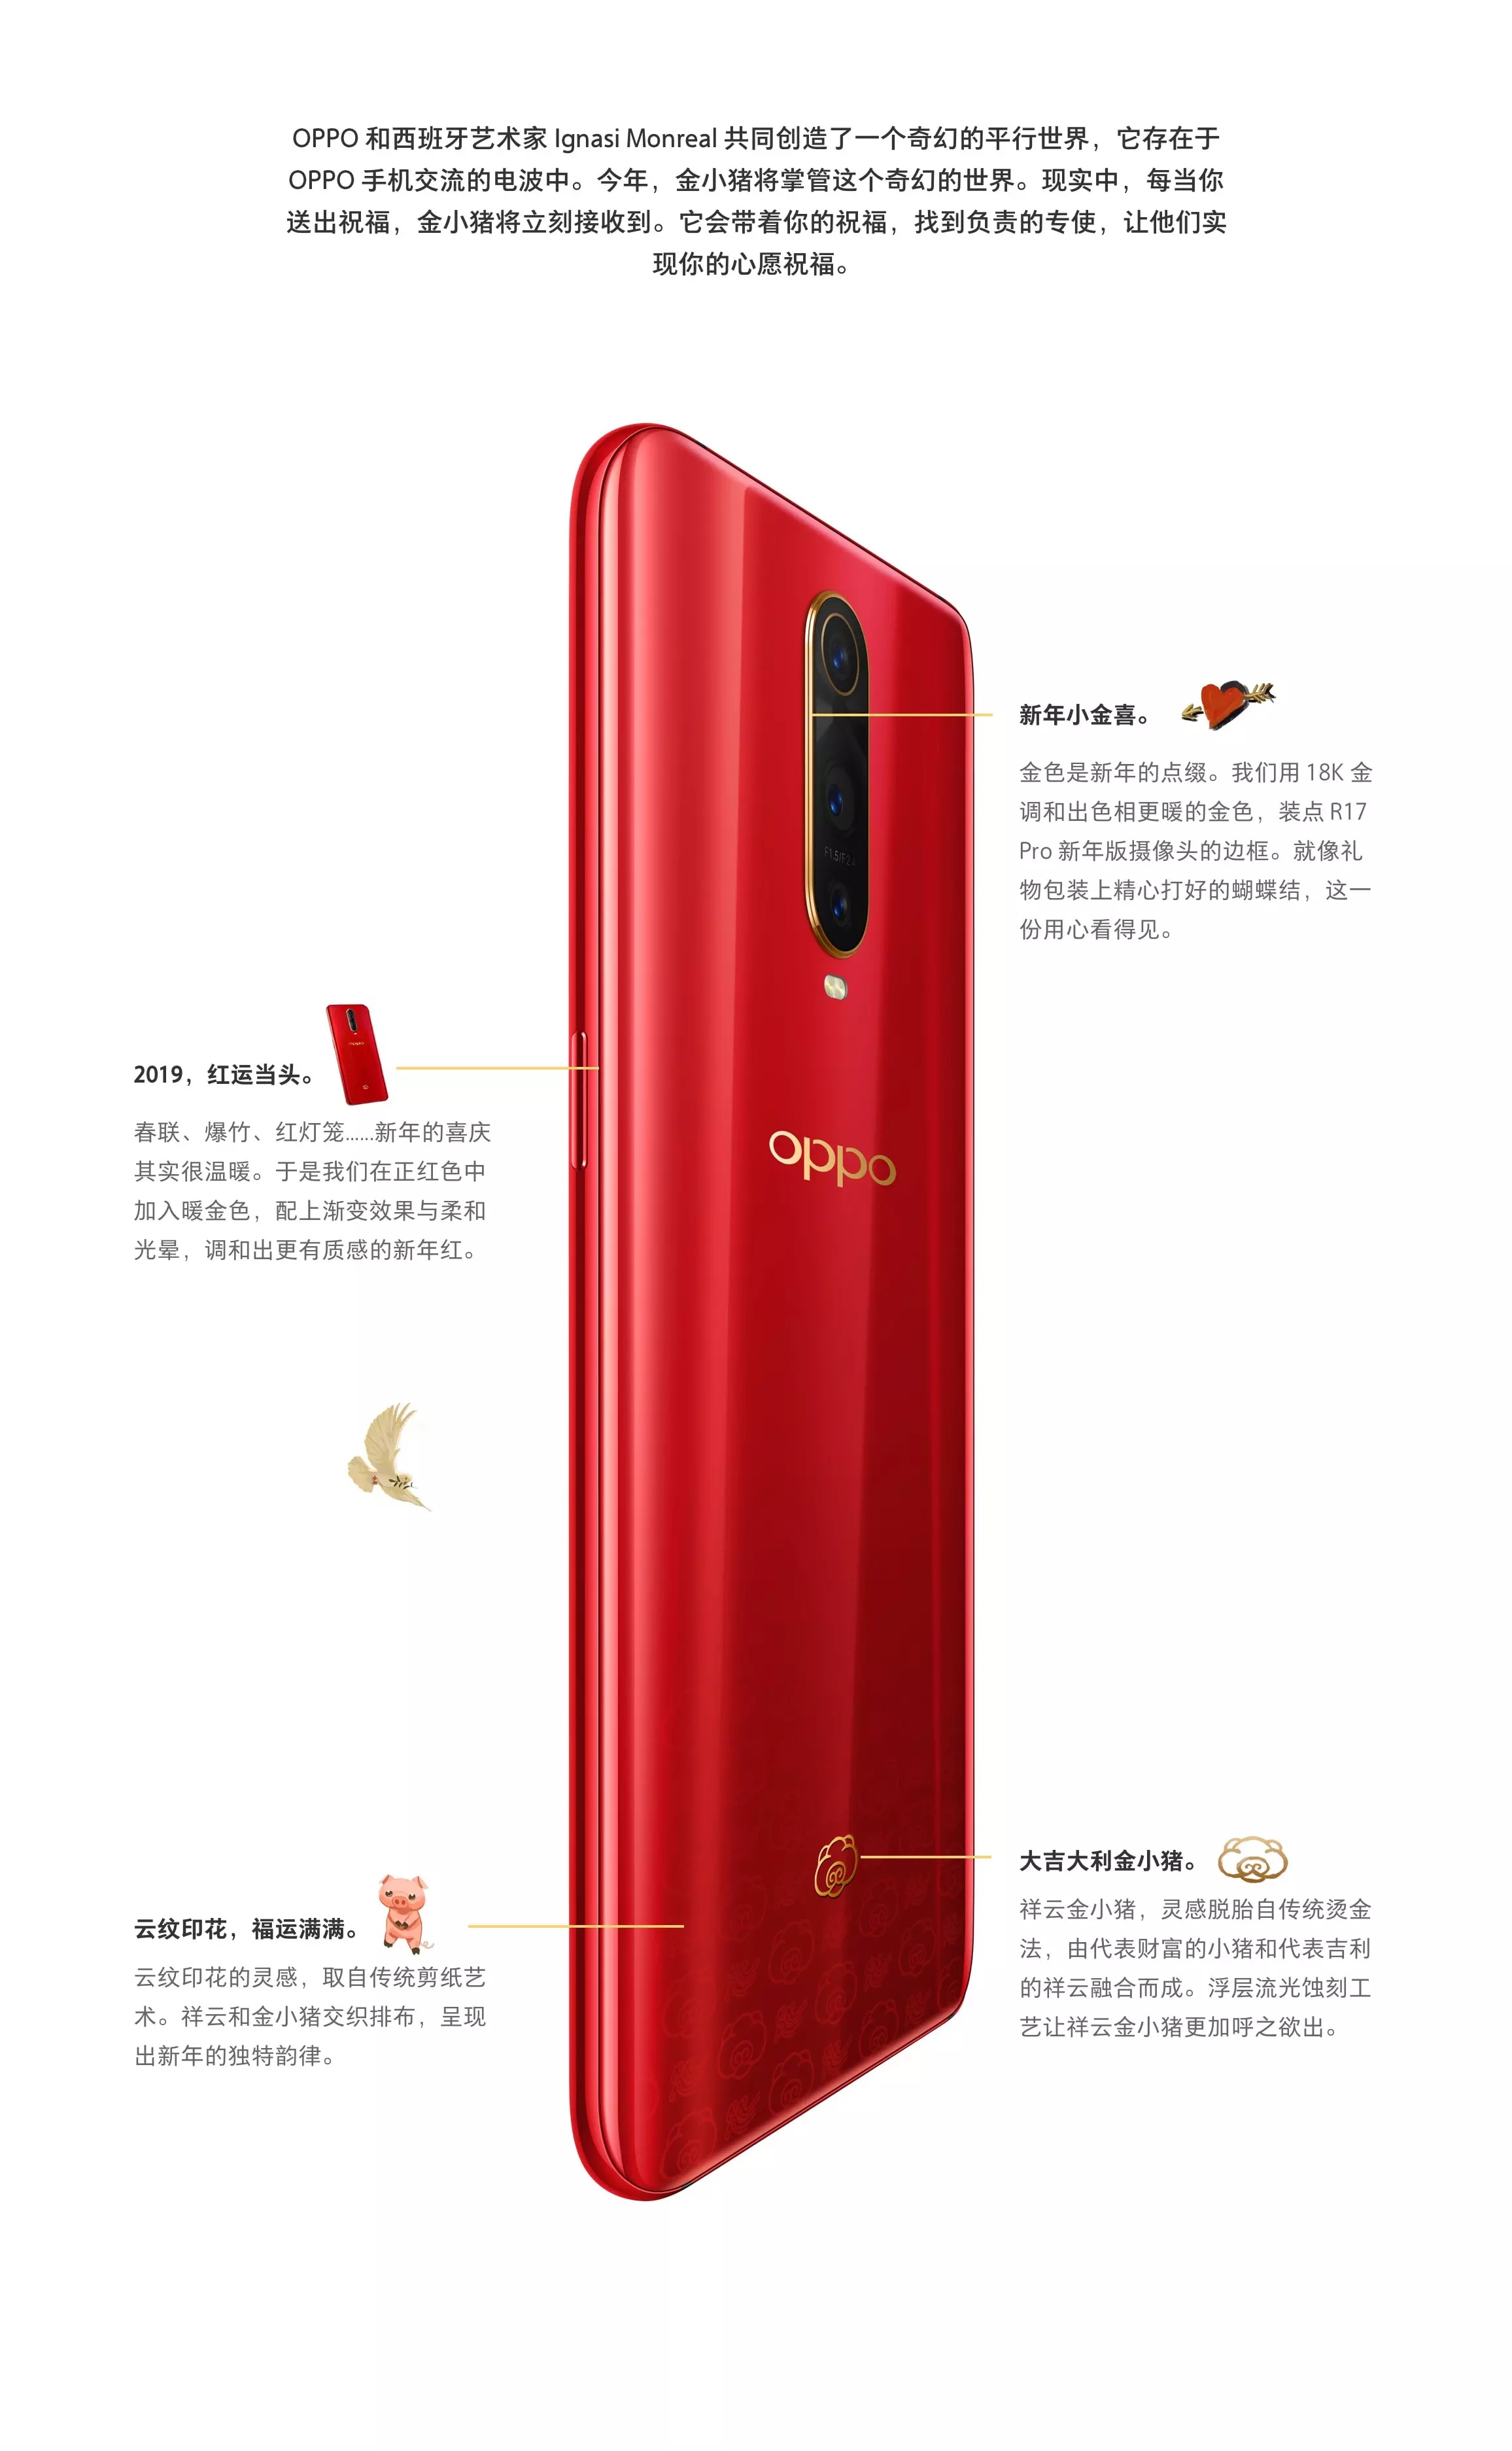 OPPO 和西班牙艺术家 Ignasi Monreal 共同创造了一个奇幻的平行世界，它存在于
OPPO 手机交流的电波中。今年，金小猪将掌管这个奇幻的世界。现实中，每当你
送出祝福，金小猪将立刻接收到。它会带着你的祝福，找到负责的专使，让他们实
现你的心愿祝福。
新年小金喜。
金色是新年的点缀。我们用 18K 金
调和出色相更暖的金色，装点 R17
Pro 新年版摄像头的边框。就像礼
物包装上精心打好的蝴蝶结，这一
份用心看得见。
2019，红运当头。
春联、爆竹、红灯笼......新年的喜庆
其实很温暖。于是我们在正红色中
加入暖金色，配上渐变效果与柔和
光晕，调和出更有质感的新年红。
oppo
大吉大利金小猪。
祥云金小猪，灵感脱胎自传统烫金
法，由代表财富的小猪和代表吉利
的祥云融合而成。浮层流光蚀刻工
艺让祥云金小猪更加呼之欲出。
云纹印花，福运满满。
云纹印花的灵感，取自传统剪纸艺
术。祥云和金小猪交织排布，呈现
出新年的独特韵律。